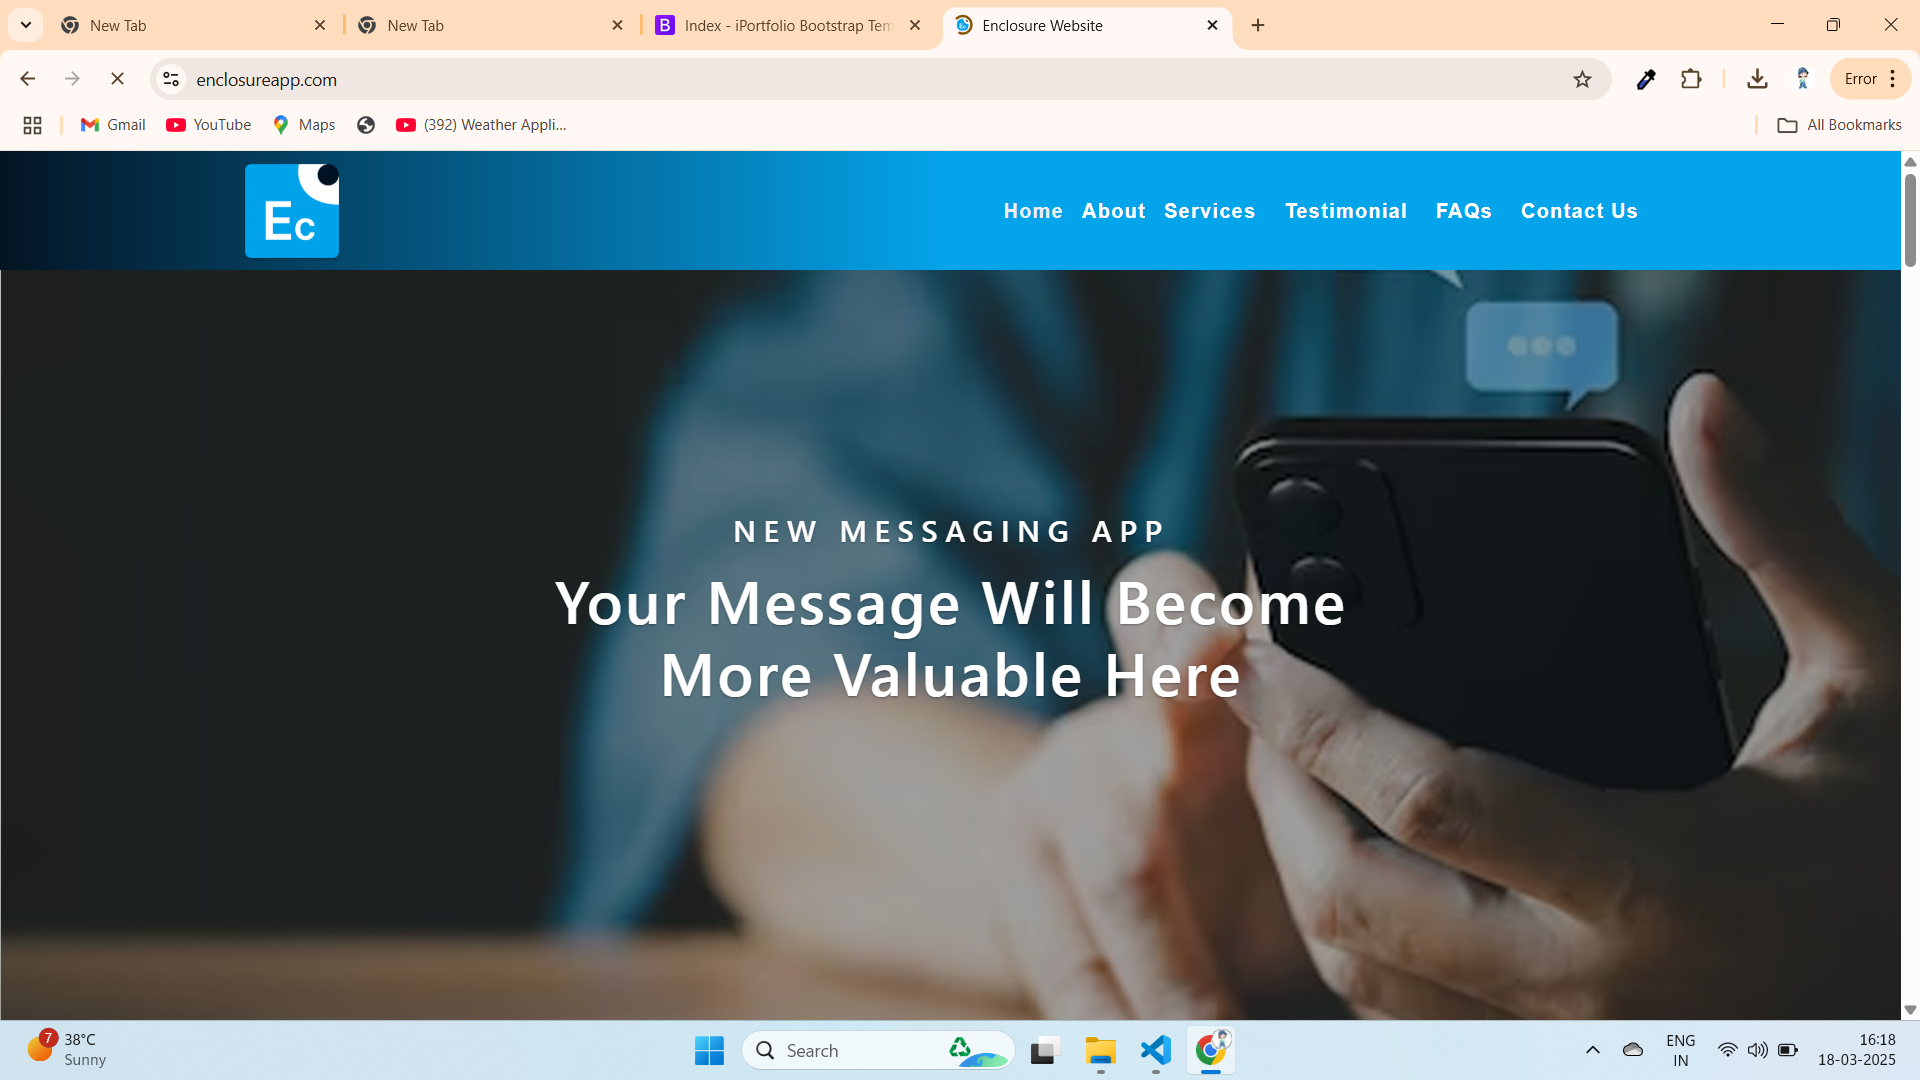 New Tab
New Tab
B Index - iPortfolio Bootstrap Tem
Enclosure Website
enclosureapp.com
Error
Gmail
YouTube
Maps
(392) Weather Appli...
All Bookmarks
Ec
Home About Services Testimonial FAQs Contact Us
NEW MESSAGING APP
Your Message Will Become
More Valuable Here
7
38°C
Sunny
Search
ENG
IN
16:18
18-03-2025